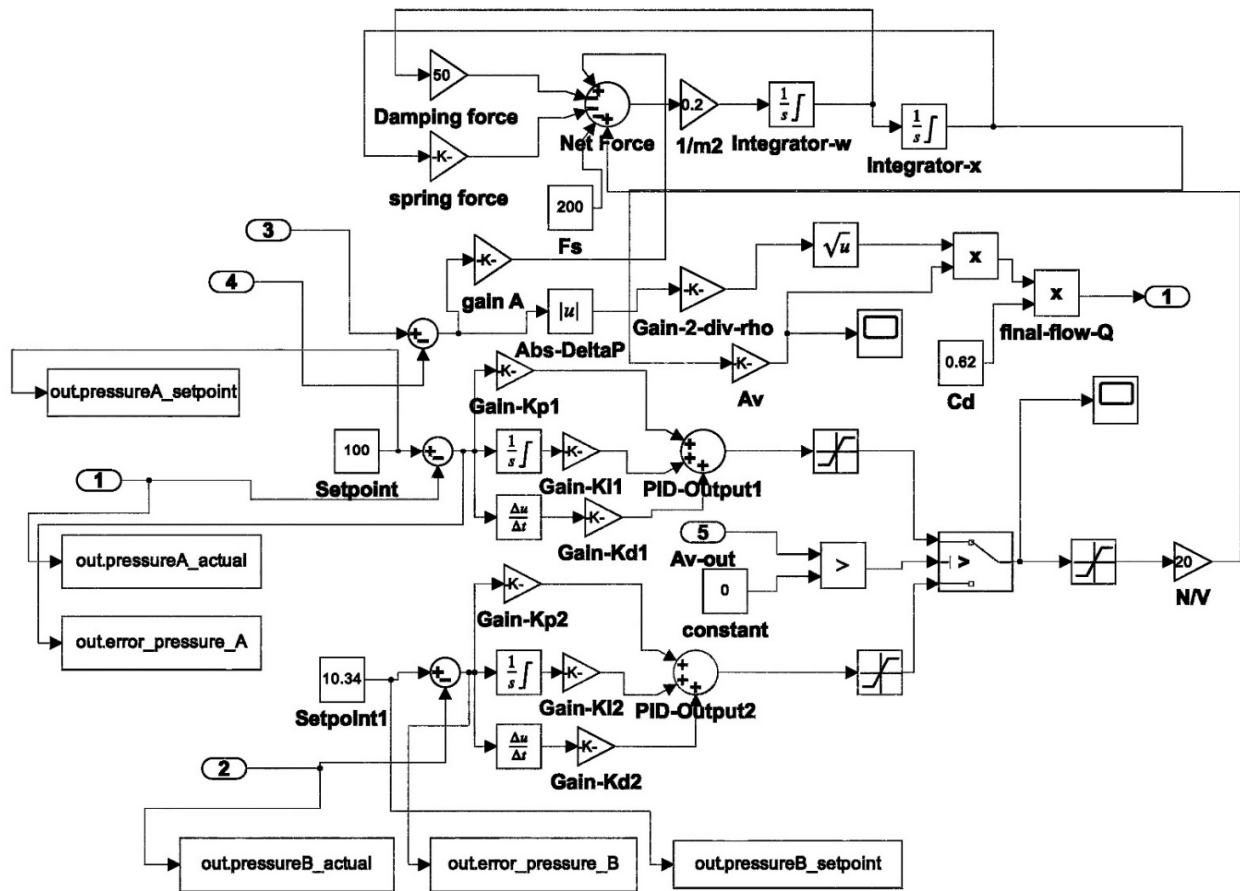 50
Damping force
-K-
spring force
+
−
−
−
+
Net Force
0.2
1/m2
1/s ∫
Integrator-w
1/s ∫
Integrator-x
200
Fs
3
4
-K-
gain A
+
−
|u|
Abs-DeltaP
-K-
Gain-2-div-rho
√u
x
x
final-flow-Q
1
K-
Av
0.62
Cd
out.pressureA_setpoint
100
Setpoint
+
−
-K-
Gain-Kp1
1/s ∫
-K-
Gain-KI1
Δu/Δt
-K-
Gain-Kd1
+
+
+
PID-Output1
1
out.pressureA_actual
out.error_pressure_A
5
Av-out
0
constant
>
>
20
N/V
10.34
Setpoint1
+
−
-K-
Gain-Kp2
1/s ∫
-K-
Gain-KI2
Δu/Δt
-K-
Gain-Kd2
+
+
+
PID-Output2
2
out.pressureB_actual
out.error_pressure_B
out.pressureB_setpoint